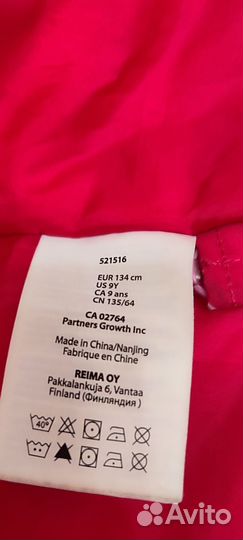 521516
EUR 134 cm
US 9Y
CA 9 ans
CN 135/64
CA 02764
Partners Growth Inc
Made in China/Nanjing
Fabrique en Chine
REIMA OY
Pakkalankuja 6, Vantaa
Finland (Финляндия)
40°
Avito